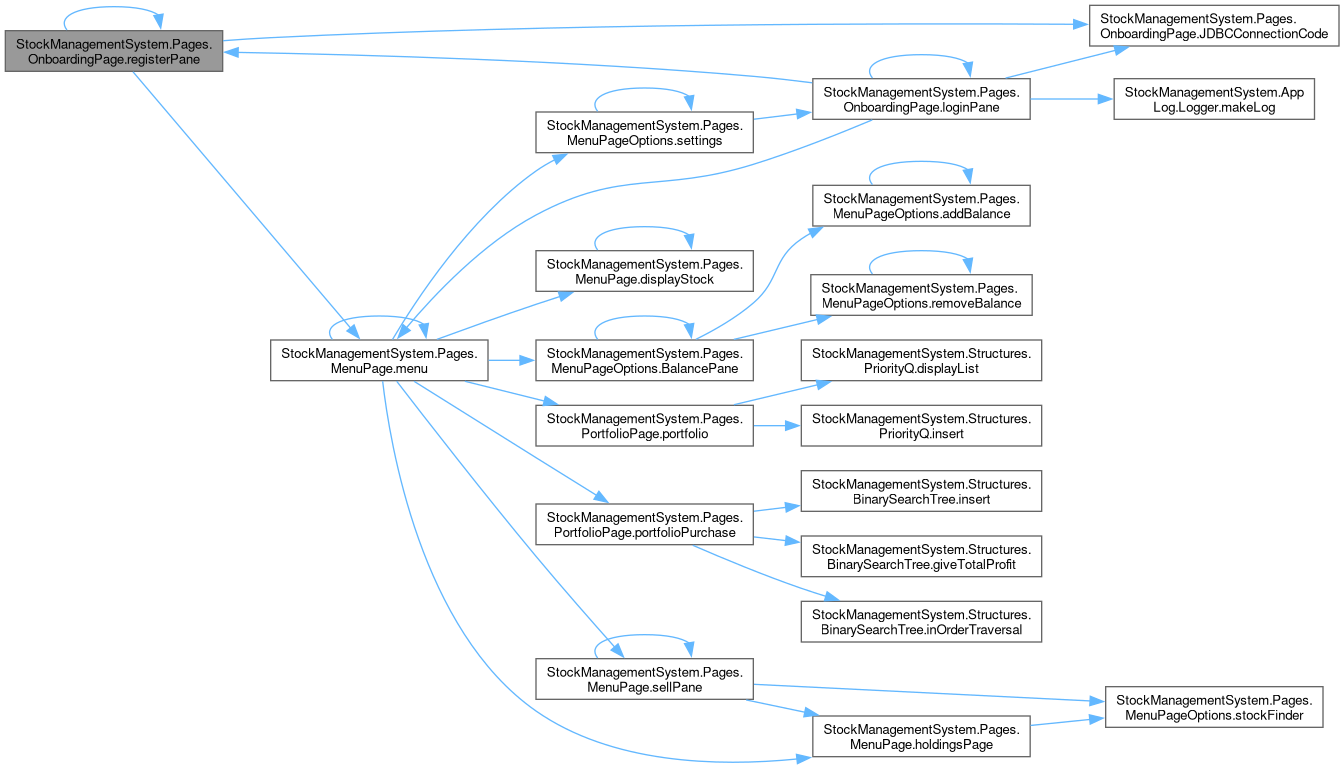 StockManagementSystem.Pages.
OnboardingPage.registerPane
StockManagementSystem.Pages.
OnboardingPage.JDBCConnectionCode
StockManagementSystem.Pages.
OnboardingPage.loginPane
StockManagementSystem.App
Log.Logger.makeLog
StockManagementSystem.Pages.
MenuPageOptions.settings
StockManagementSystem.Pages.
MenuPageOptions.addBalance
StockManagementSystem.Pages.
MenuPage.displayStock
StockManagementSystem.Pages.
MenuPageOptions.removeBalance
StockManagementSystem.Pages.
MenuPage.menu
StockManagementSystem.Pages.
MenuPageOptions.BalancePane
StockManagementSystem.Structures.
PriorityQ.displayList
StockManagementSystem.Pages.
PortfolioPage.portfolio
StockManagementSystem.Structures.
PriorityQ.insert
StockManagementSystem.Structures.
BinarySearchTree.insert
StockManagementSystem.Pages.
PortfolioPage.portfolioPurchase
StockManagementSystem.Structures.
BinarySearchTree.giveTotalProfit
StockManagementSystem.Structures.
BinarySearchTree.inOrderTraversal
StockManagementSystem.Pages.
MenuPage.sellPane
StockManagementSystem.Pages.
MenuPageOptions.stockFinder
StockManagementSystem.Pages.
MenuPage.holdingsPage